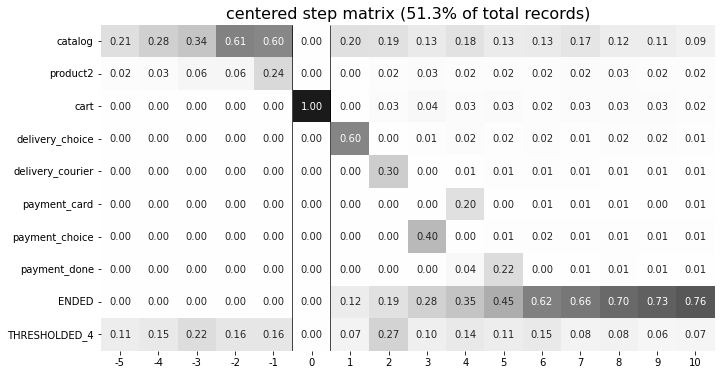 centered step matrix (51.3% of total records)
catalog 0.21 0.28 0.34 0.61 0.60 0.00 0.20 0.19 0.13 0.18 0.13 0.13 0.17 0.12 0.11 0.09
product2 0.02 0.03 0.06 0.06 0.24 0.00 0.00 0.02 0.03 0.02 0.02 0.02 0.02 0.03 0.02 0.02
cart 0.00 0.00 0.00 0.00 0.00 1.00 0.00 0.03 0.04 0.03 0.03 0.02 0.03 0.03 0.03 0.02
delivery_choice 0.00 0.00 0.00 0.00 0.00 0.00 0.60 0.00 0.01 0.02 0.02 0.02 0.01 0.02 0.02 0.01
delivery_courier 0.00 0.00 0.00 0.00 0.00 0.00 0.00 0.30 0.00 0.01 0.01 0.01 0.01 0.01 0.01 0.01
payment_card 0.00 0.00 0.00 0.00 0.00 0.00 0.00 0.00 0.00 0.20 0.00 0.01 0.01 0.01 0.01 0.01
payment_choice 0.00 0.00 0.00 0.00 0.00 0.00 0.00 0.00 0.40 0.00 0.01 0.02 0.01 0.01 0.01 0.01
payment_done 0.00 0.00 0.00 0.00 0.00 0.00 0.00 0.00 0.00 0.04 0.22 0.00 0.01 0.01 0.01 0.01
ENDED 0.00 0.00 0.00 0.00 0.00 0.00 0.12 0.19 0.28 0.35 0.45 0.62 0.66 0.70 0.73 0.76
THRESHOLDED_4 0.11 0.15 0.22 0.16 0.16 0.00 0.07 0.27 0.10 0.14 0.11 0.15 0.08 0.08 0.06 0.07
-5 -4 -3 -2 -1 0 1 2 3 4 5 6 7 8 9 10